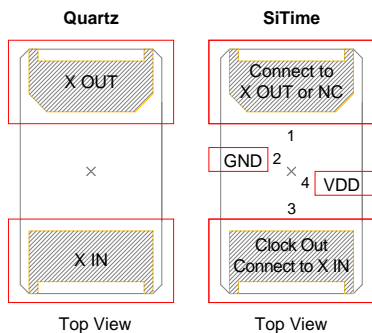 Quartz
SiTime
X OUT
Connect to
X OUT or NC
1
GND
2
4
VDD
3
X IN
Clock Out
Connect to X IN
Top View
Top View